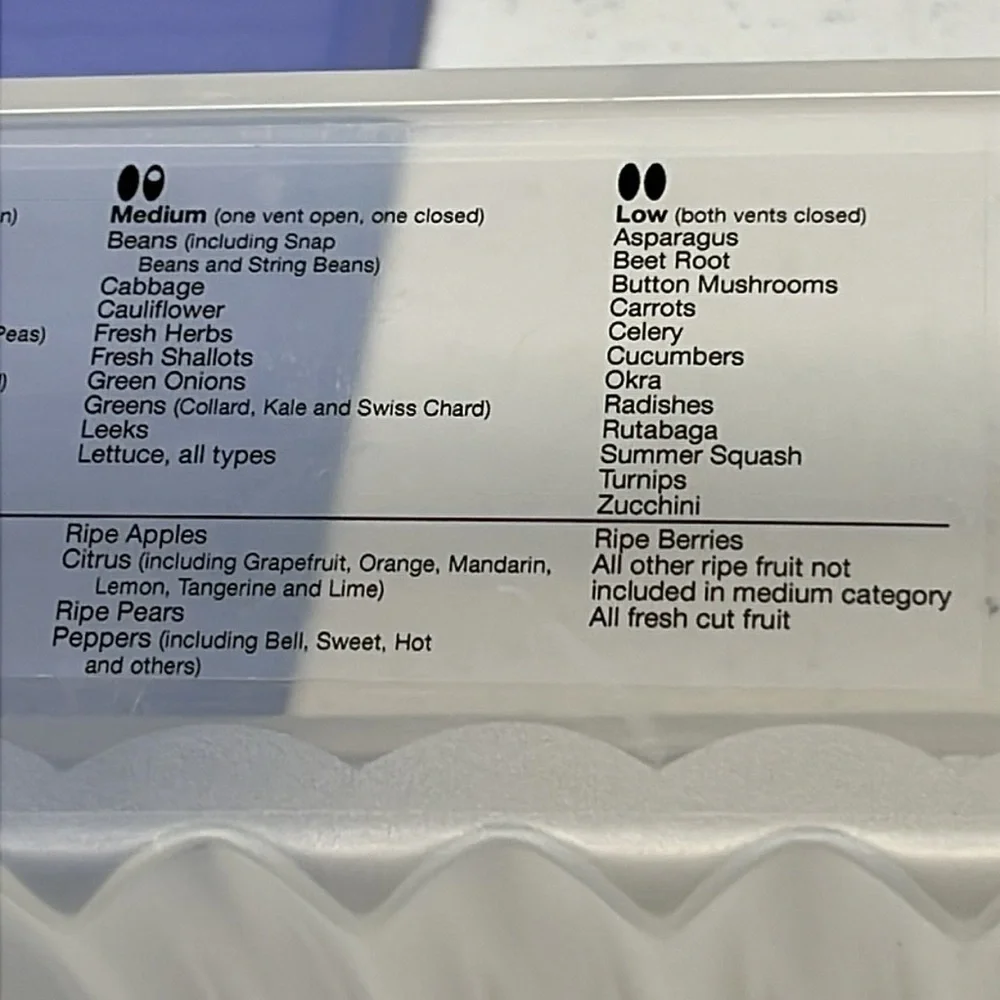 n)
Peas)
)
Medium (one vent open, one closed)
Beans (including Snap
Beans and String Beans)
Cabbage
Cauliflower
Fresh Herbs
Fresh Shallots
Green Onions
Greens (Collard, Kale and Swiss Chard)
Leeks
Lettuce, all types
Ripe Apples
Citrus (including Grapefruit, Orange, Mandarin,
Lemon, Tangerine and Lime)
Ripe Pears
Peppers (including Bell, Sweet, Hot
and others)
Low (both vents closed)
Asparagus
Beet Root
Button Mushrooms
Carrots
Celery
Cucumbers
Okra
Radishes
Rutabaga
Summer Squash
Turnips
Zucchini
Ripe Berries
All other ripe fruit not
included in medium category
All fresh cut fruit